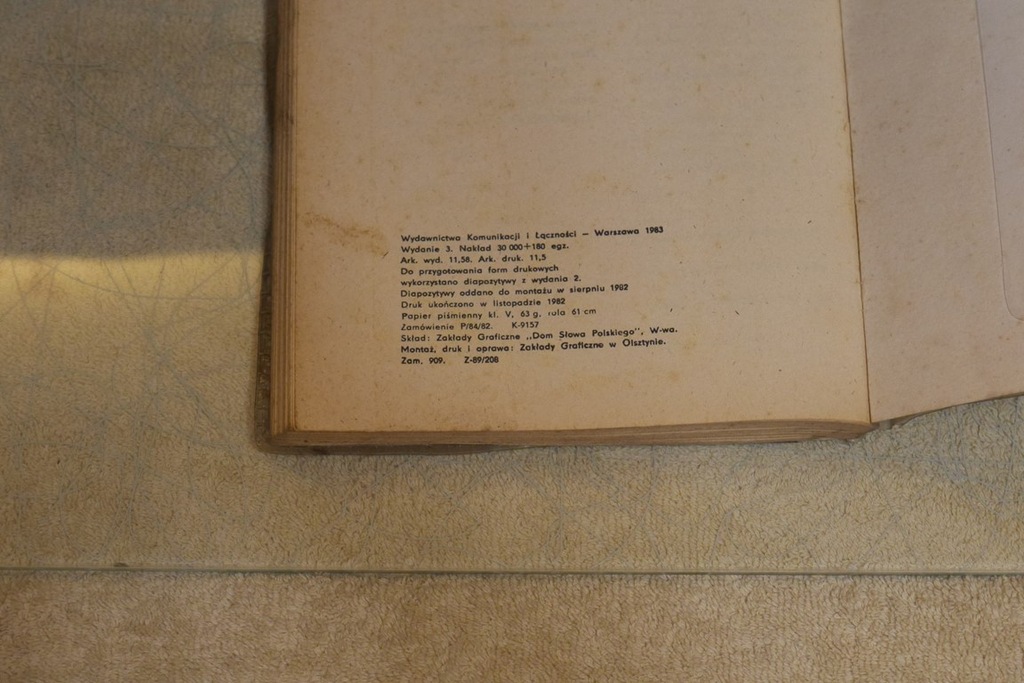 Wydawnictwa Komunikacji i Łączności – Warszawa 1983
Wydanie 3. Nakład 30 000+180 egz.
Ark. wyd. 11,58. Ark. druk. 11,5
Do przygotowania form drukowych
wykorzystano diapozytywy z wydania 2.
Diapozytywy oddano do montażu w sierpniu 1982
Druk ukończono w listopadzie 1982
Papier piśmienny kl. V, 63 g, rola 61 cm
Zamówienie P/84/82. K-9157
Skład: Zakłady Graficzne „Dom Słowa Polskiego", W-wa.
Montaż, druk i oprawa: Zakłady Graficzne w Olsztynie.
Zam. 909. Z-89/208